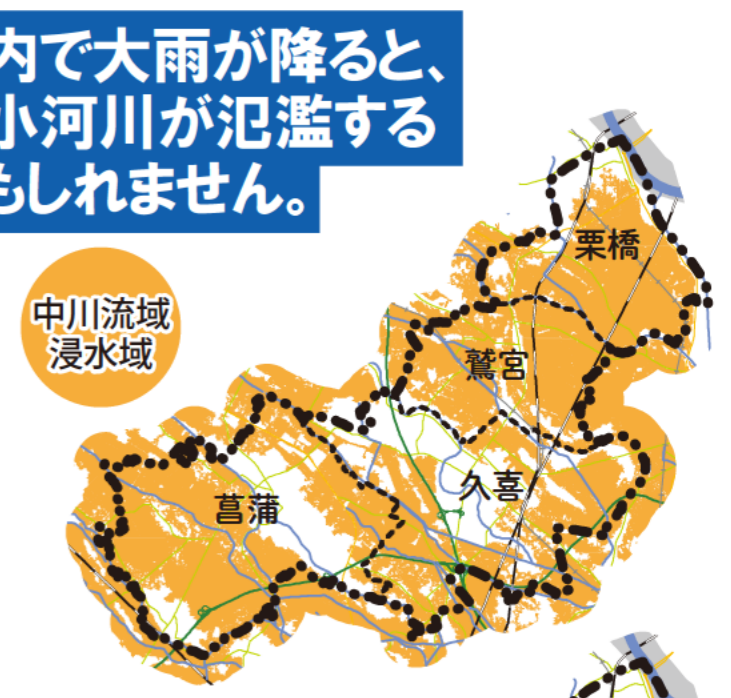 内で大雨が降ると、
小河川が氾濫する
もしれません。
中川流域
浸水域
栗橋
鷲宮
久喜
菖蒲